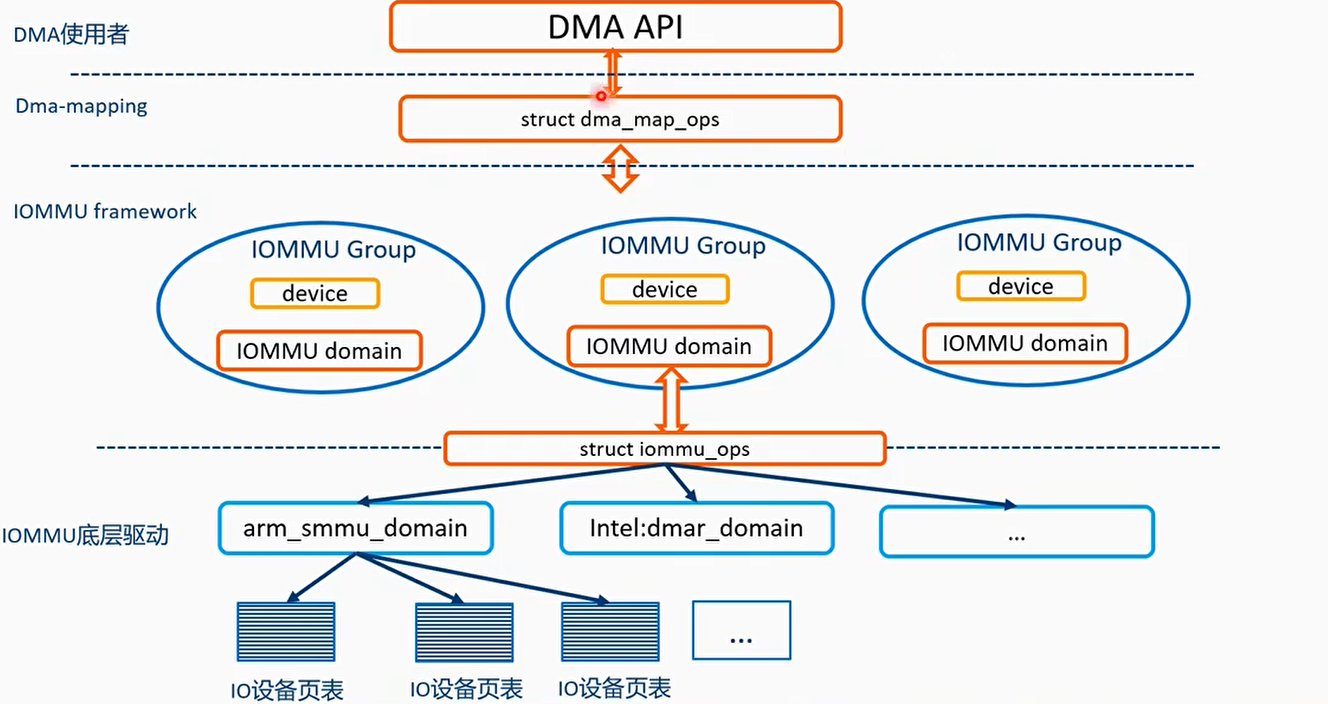 DMA API
DMA使用者
Dma-mapping
struct dma_map_ops
IOMMU framework
IOMMU Group
device
IOMMU domain
IOMMU Group
device
IOMMU domain
IOMMU Group
device
IOMMU domain
struct iommu_ops
IOMMU底层驱动
arm_smmu_domain
Intel:dmar_domain
...
...
IO设备页表
IO设备页表
IO设备页表